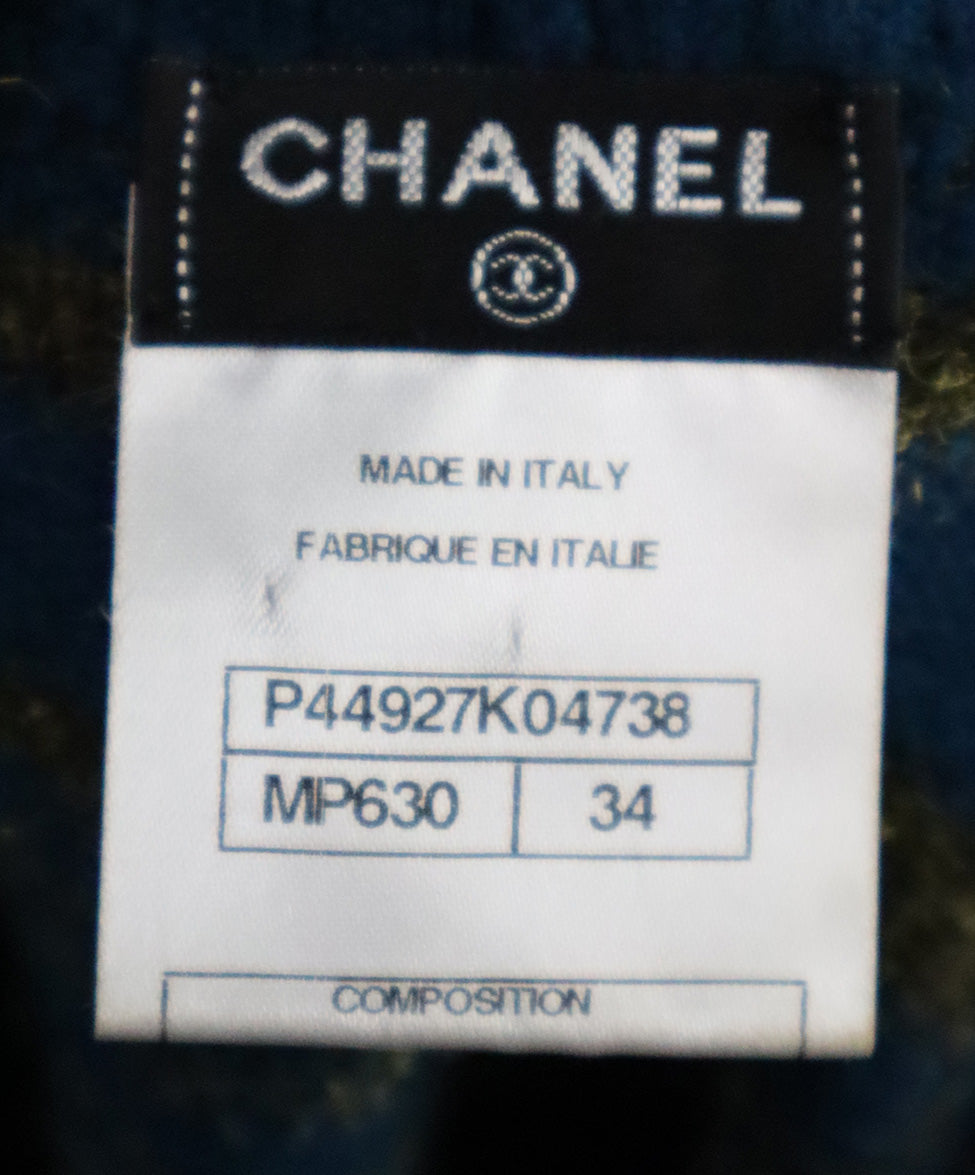 CHANEL
MADE IN ITALY
FABRIQUE EN ITALIE
P44927K04738
MP630 34
COMPOSITION